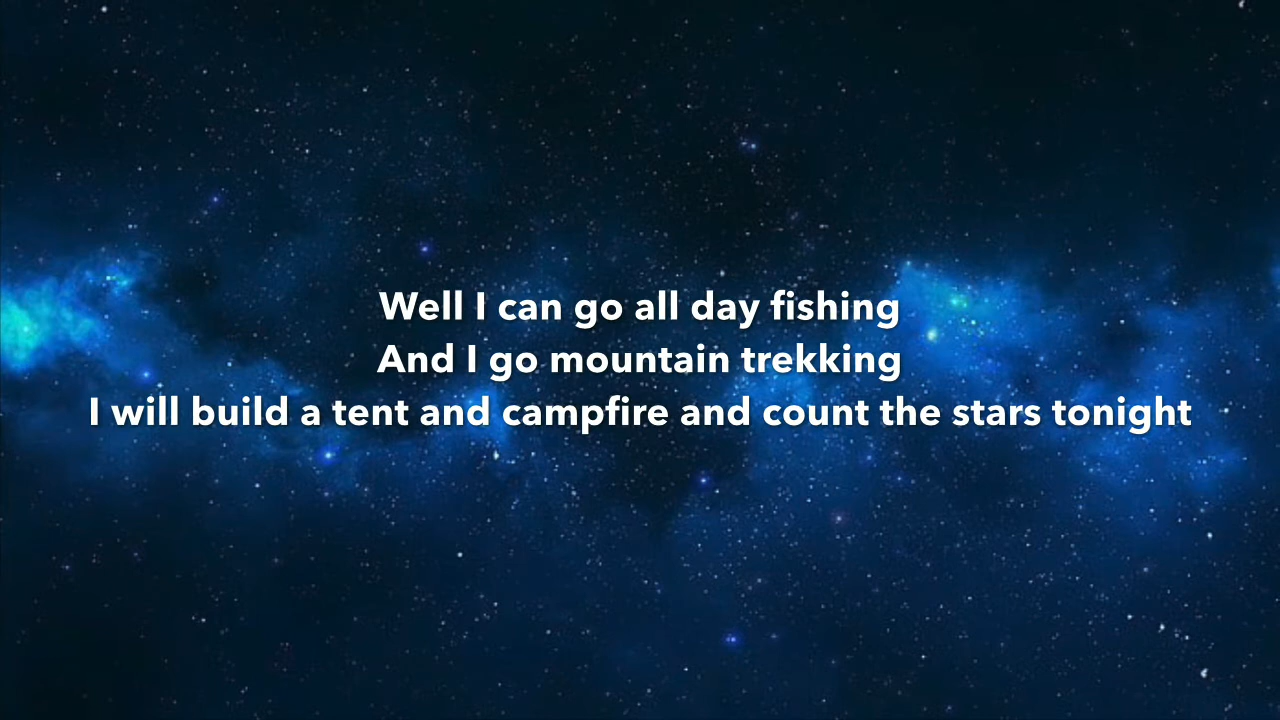 Well I can go all day fishing
And I go mountain trekking
I will build a tent and campfire and count the stars tonight